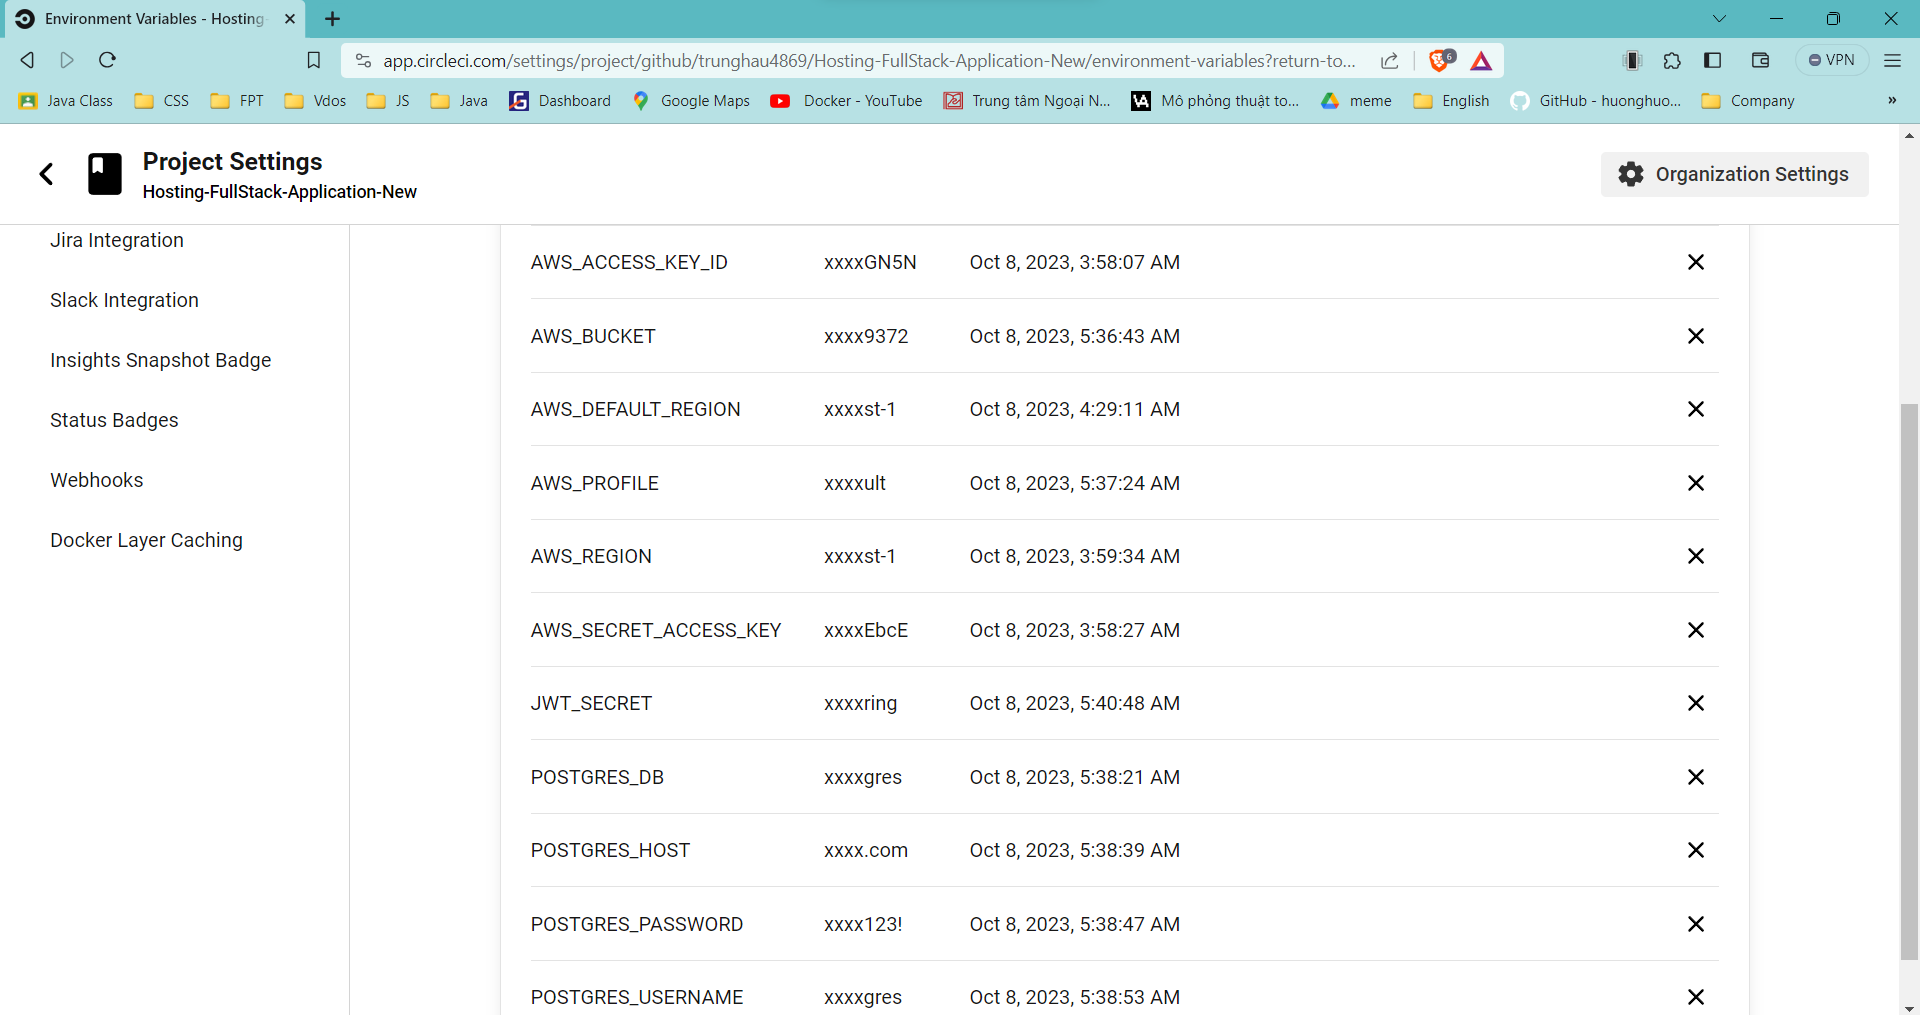 Environment Variables - Hosting-
app.circleci.com/settings/project/github/trunghau4869/Hosting-FullStack-Application-New/environment-variables?return-to...
6
VPN
Java Class
CSS
FPT
Vdos
JS
Java
Dashboard
Google Maps
Docker - YouTube
Trung tâm Ngoại N...
Mô phỏng thuật to...
meme
English
GitHub - huonghuo...
Company
»
Project Settings
Hosting-FullStack-Application-New
Organization Settings
Jira Integration
Slack Integration
Insights Snapshot Badge
Status Badges
Webhooks
Docker Layer Caching
AWS_ACCESS_KEY_ID xxxxGN5N Oct 8, 2023, 3:58:07 AM
AWS_BUCKET xxxx9372 Oct 8, 2023, 5:36:43 AM
AWS_DEFAULT_REGION xxxxst-1 Oct 8, 2023, 4:29:11 AM
AWS_PROFILE xxxxult Oct 8, 2023, 5:37:24 AM
AWS_REGION xxxxst-1 Oct 8, 2023, 3:59:34 AM
AWS_SECRET_ACCESS_KEY xxxxEbcE Oct 8, 2023, 3:58:27 AM
JWT_SECRET xxxxring Oct 8, 2023, 5:40:48 AM
POSTGRES_DB xxxxgres Oct 8, 2023, 5:38:21 AM
POSTGRES_HOST xxxx.com Oct 8, 2023, 5:38:39 AM
POSTGRES_PASSWORD xxxx123! Oct 8, 2023, 5:38:47 AM
POSTGRES_USERNAME xxxxgres Oct 8, 2023, 5:38:53 AM